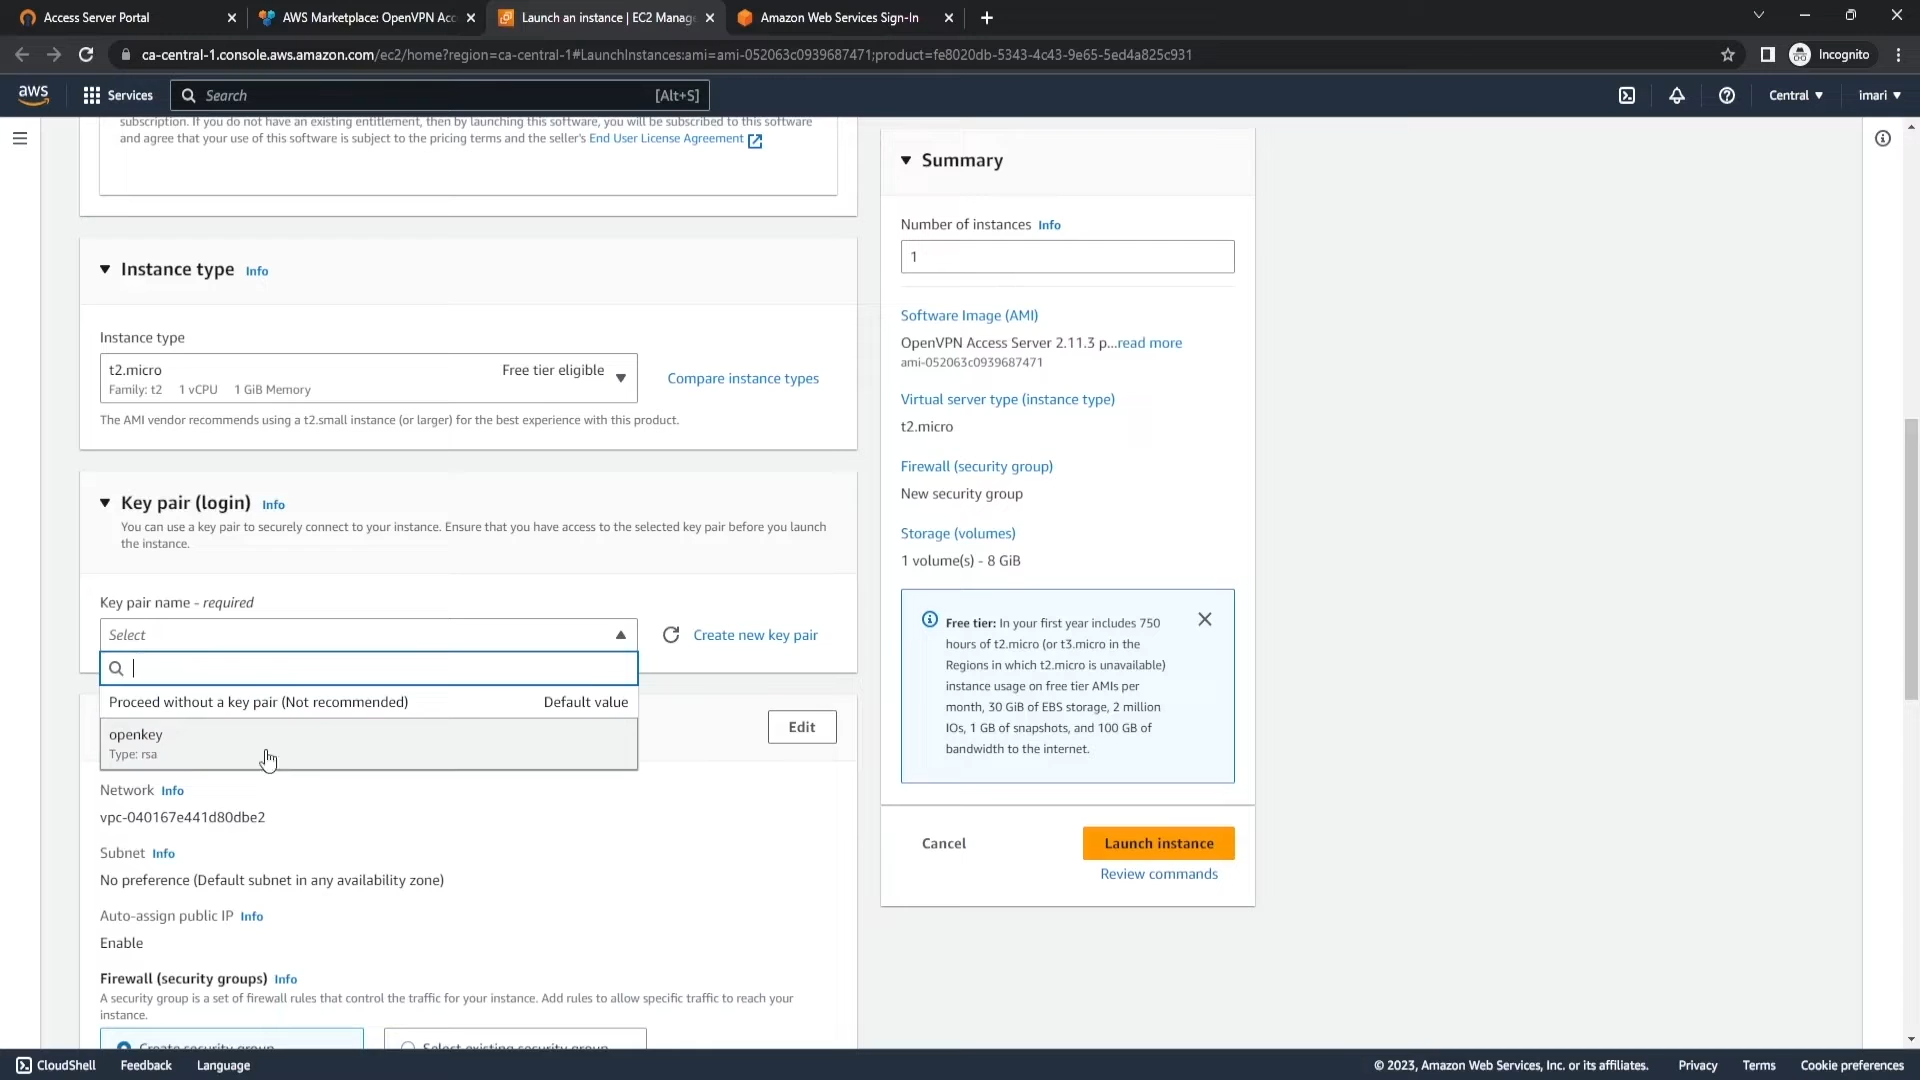 Access Server Portal
AWS Marketplace: OpenVPN Acc
Launch an instance | EC2 Manag
Amazon Web Services Sign-In
ca-central-1.console.aws.amazon.com/ec2/home?region=ca-central-1#LaunchInstances:ami=ami-052063c0939687471;product=fe8020db-5343-4c43-9e65-5ed4a825c931
Incognito
aws
Services
Search
[Alt+S]
Central
imari
subscription. If you do not have an existing entitlement, then by launching this software, you will be subscribed to this software
and agree that your use of this software is subject to the pricing terms and the seller's End User License Agreement
Instance type Info
Instance type
t2.micro
Free tier eligible
Family: t2 1 vCPU 1 GiB Memory
Compare instance types
The AMI vendor recommends using a t2.small instance (or larger) for the best experience with this product.
Key pair (login) Info
You can use a key pair to securely connect to your instance. Ensure that you have access to the selected key pair before you launch
the instance.
Key pair name - required
Select
Create new key pair
Proceed without a key pair (Not recommended)
Default value
openkey
Type: rsa
Edit
Network Info
vpc-040167e441d80dbe2
Subnet Info
No preference (Default subnet in any availability zone)
Auto-assign public IP Info
Enable
Firewall (security groups) Info
A security group is a set of firewall rules that control the traffic for your instance. Add rules to allow specific traffic to reach your
instance.
Create security group
Select existing security group
Summary
Number of instances Info
1
Software Image (AMI)
OpenVPN Access Server 2.11.3 p...read more
ami-052063c0939687471
Virtual server type (instance type)
t2.micro
Firewall (security group)
New security group
Storage (volumes)
1 volume(s) - 8 GiB
Free tier: In your first year includes 750
hours of t2.micro (or t3.micro in the
Regions in which t2.micro is unavailable)
instance usage on free tier AMIs per
month, 30 GiB of EBS storage, 2 million
IOs, 1 GB of snapshots, and 100 GB of
bandwidth to the internet.
Cancel
Launch instance
Review commands
CloudShell
Feedback
Language
© 2023, Amazon Web Services, Inc. or its affiliates.
Privacy
Terms
Cookie preferences